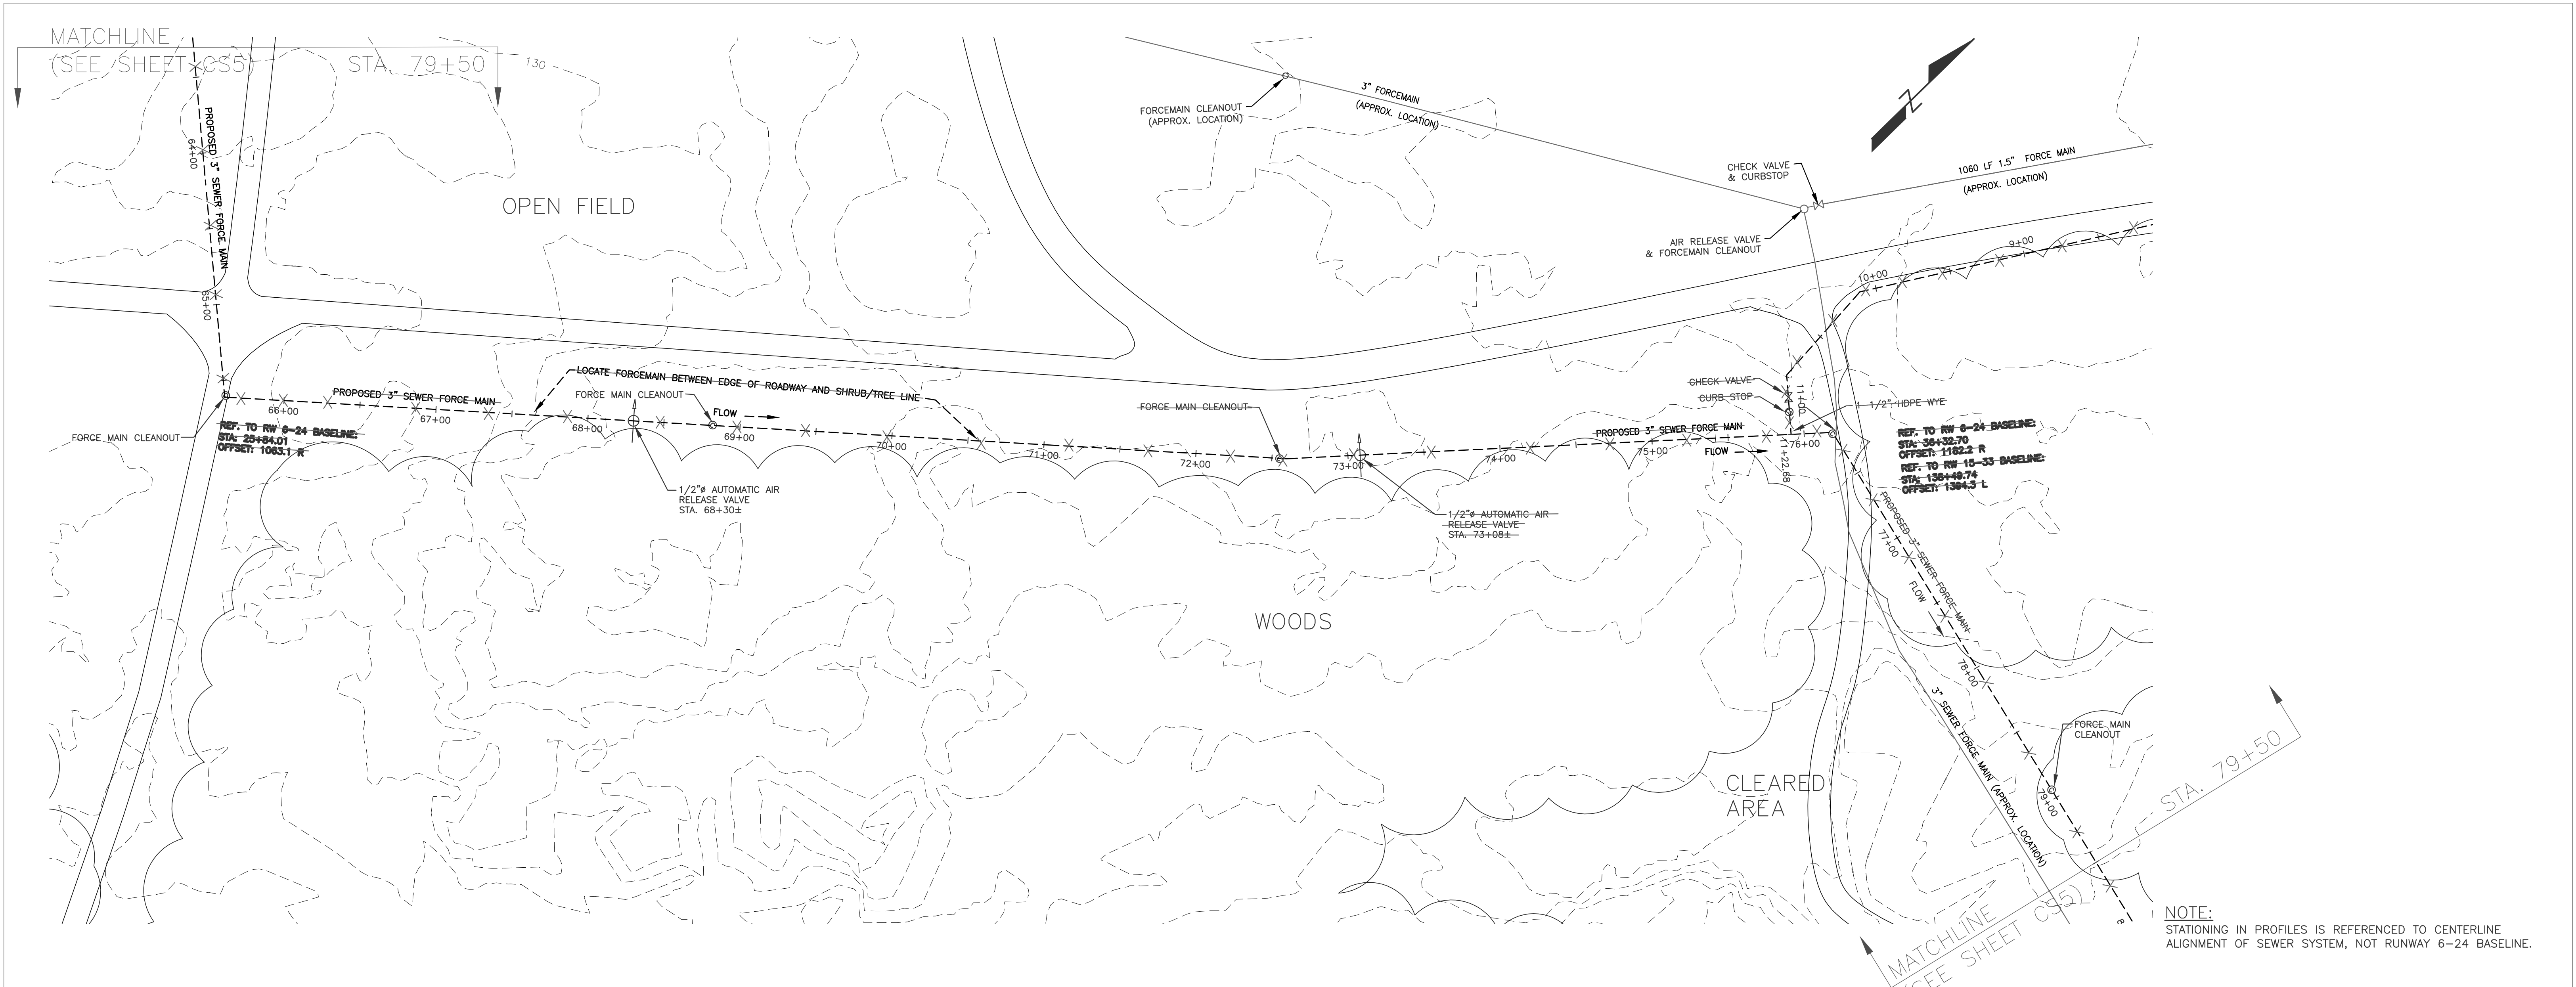 MATCHLINE
(SEE SHEET CS5) STA. 79+50
130
PROPOSED 3" SEWER FORCE MAIN
64+00
65+00
OPEN FIELD
FORCEMAIN CLEANOUT
(APPROX. LOCATION)
3" FORCEMAIN
(APPROX. LOCATION)
CHECK VALVE
& CURBSTOP
1060 LF 1.5" FORCE MAIN
(APPROX. LOCATION)
AIR RELEASE VALVE
& FORCEMAIN CLEANOUT
Z
9+00
10+00
LOCATE FORCEMAIN BETWEEN EDGE OF ROADWAY AND SHRUB/TREE LINE
PROPOSED 3" SEWER FORCE MAIN
FORCE MAIN CLEANOUT
FLOW
66+00
67+00
68+00
69+00
70+00
71+00
72+00
73+00
74+00
75+00
76+00
FORCE MAIN CLEANOUT
REF. TO RW 6-24 BASELINE:
STA: 25+84.01
OFFSET: 1063.1 R
1/2"ø AUTOMATIC AIR
RELEASE VALVE
STA. 68+30±
FORCE MAIN CLEANOUT
1/2"ø AUTOMATIC AIR
RELEASE VALVE
STA. 73+08±
CHECK VALVE
CURB STOP
11+00
1-1/2" HDPE WYE
PROPOSED 3" SEWER FORCE MAIN
FLOW
11+22.68
REF. TO RW 6-24 BASELINE:
STA: 36+32.70
OFFSET: 1182.2 R
REF. TO RW 15-33 BASELINE:
STA: 138+49.74
OFFSET: 1394.3 L
PROPOSED 3" SEWER FORCE MAIN
77+00
FLOW
78+00
WOODS
3" SEWER FORCE MAIN (APPROX. LOCATION)
FORCE MAIN
CLEANOUT
79+00
CLEARED
AREA
MATCHLINE
(SEE SHEET CS5)
STA. 79+50
NOTE:
STATIONING IN PROFILES IS REFERENCED TO CENTERLINE
ALIGNMENT OF SEWER SYSTEM, NOT RUNWAY 6-24 BASELINE.